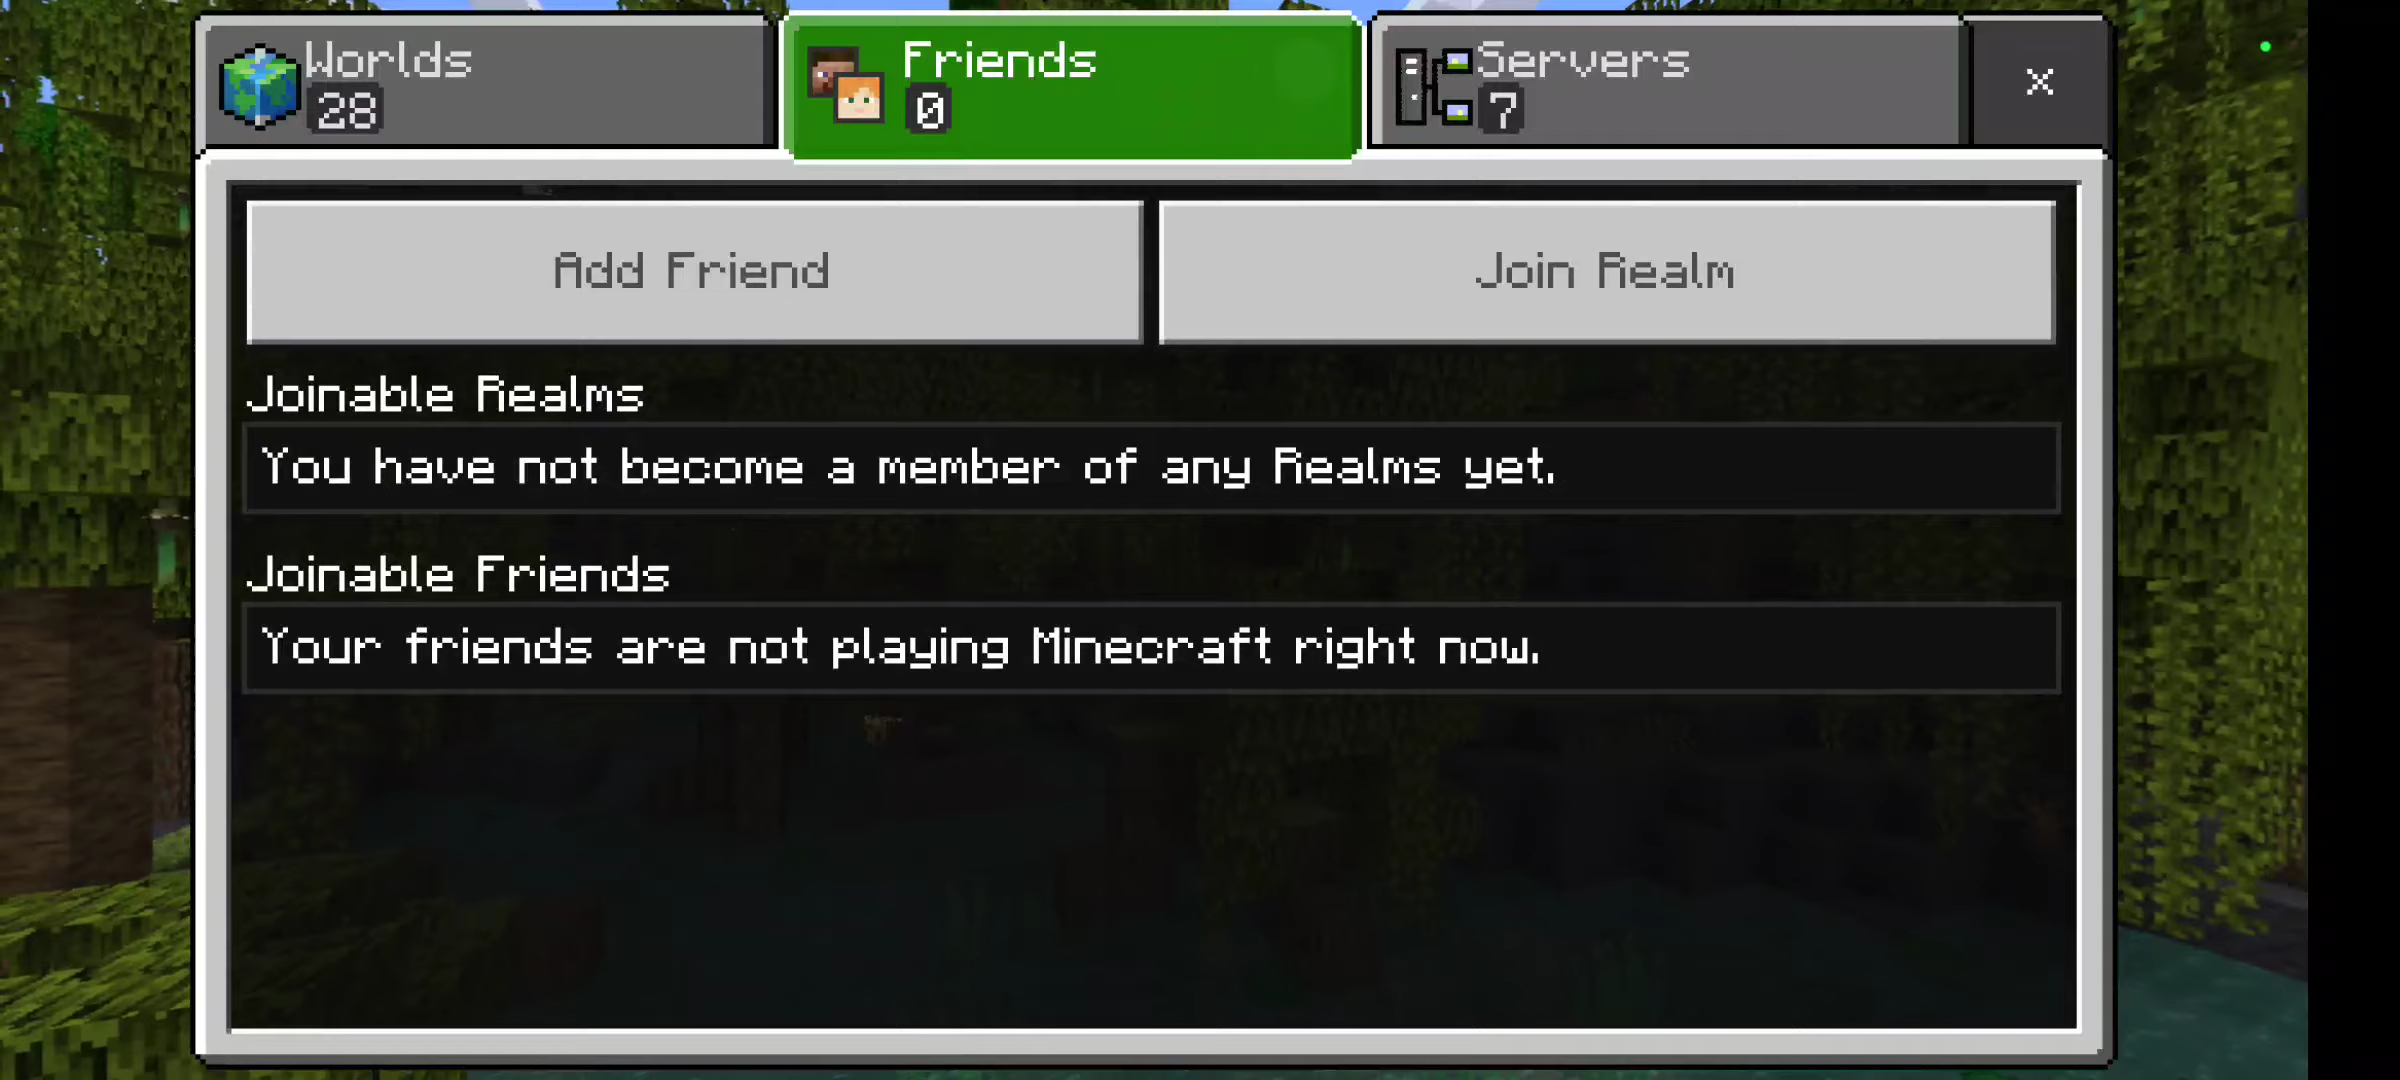 Worlds
28
Friends
0
Servers
7
Add Friend
Join Realm
Joinable Realms
You have not become a member of any Realms yet.
Joinable Friends
Your friends are not playing Minecraft right now.